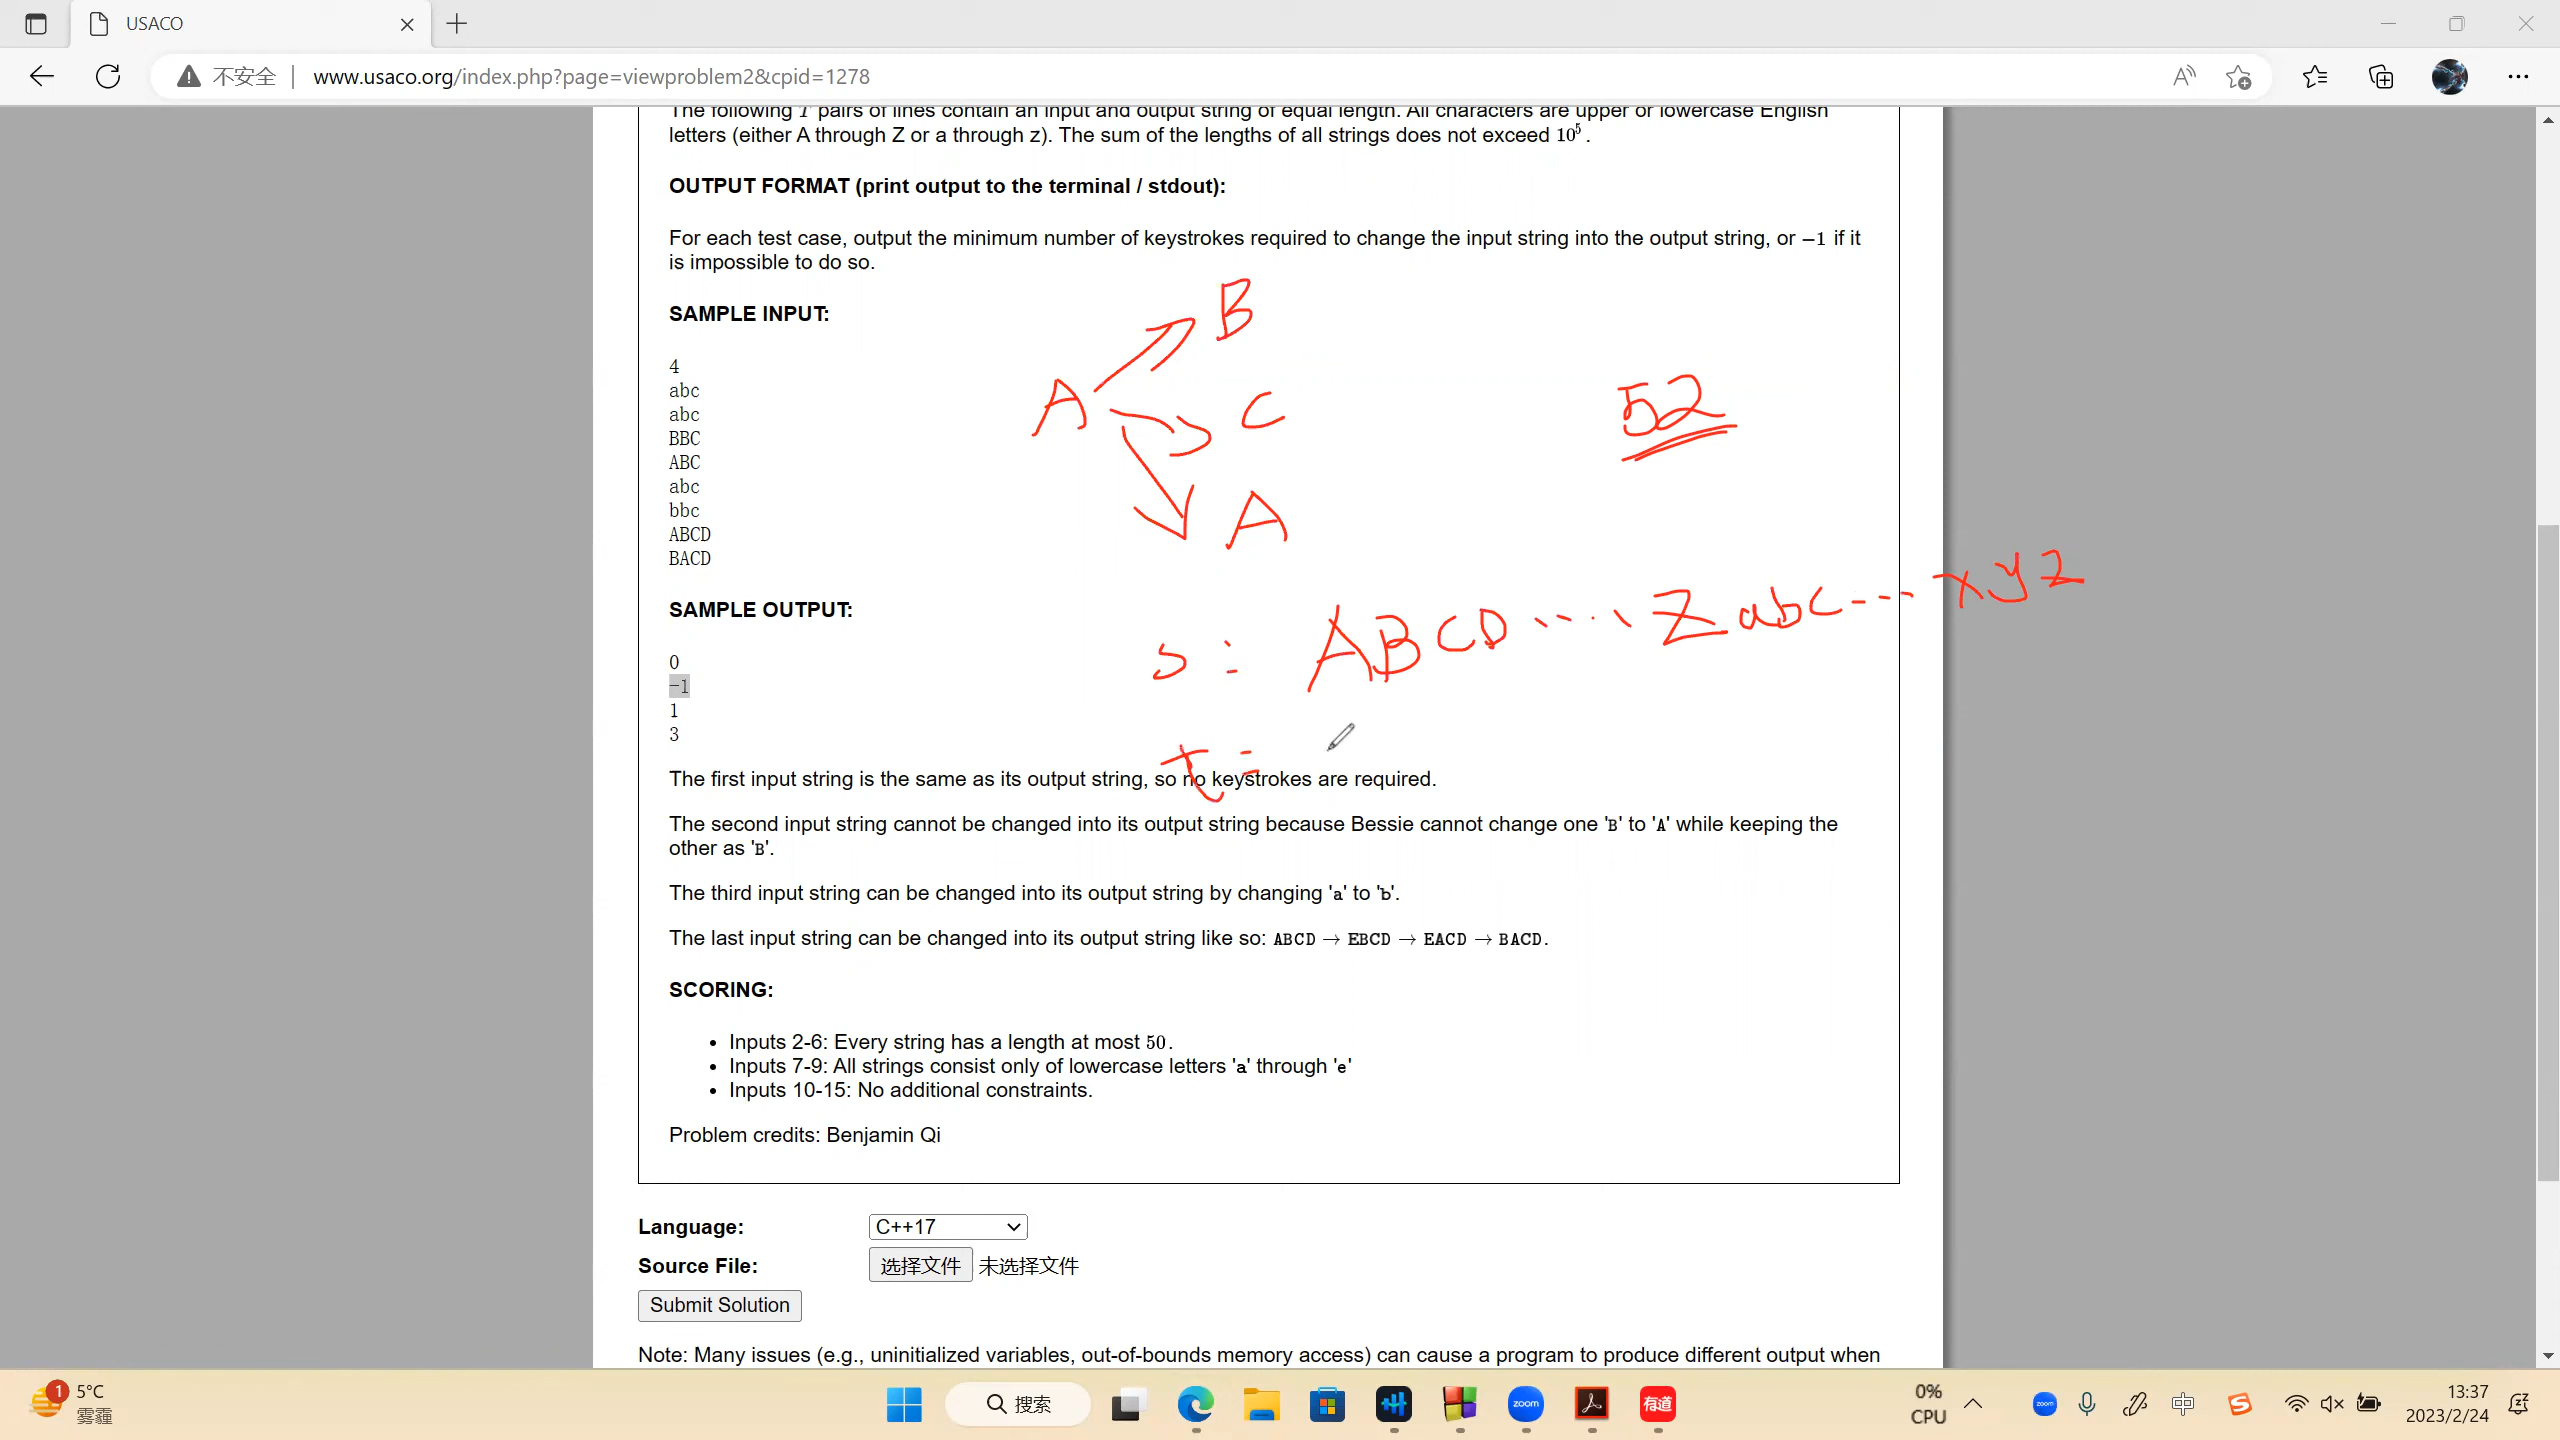 USACO
不安全 www.usaco.org/index.php?page=viewproblem2&cpid=1278
The following T pairs of lines contain an input and output string of equal length. All characters are upper or lowercase English
letters (either A through Z or a through z). The sum of the lengths of all strings does not exceed 10^5.
OUTPUT FORMAT (print output to the terminal / stdout):
For each test case, output the minimum number of keystrokes required to change the input string into the output string, or −1 if it
is impossible to do so.
SAMPLE INPUT:
4
abc
abc
BBC
ABC
abc
bbc
ABCD
BACD
B
A
C
A
52
SAMPLE OUTPUT:
0
-1
1
3
s : ABCD ..... Zabc --- xyz
t :
The first input string is the same as its output string, so no keystrokes are required.
The second input string cannot be changed into its output string because Bessie cannot change one 'B' to 'A' while keeping the
other as 'B'.
The third input string can be changed into its output string by changing 'a' to 'b'.
The last input string can be changed into its output string like so: ABCD → EBCD → EACD → BACD.
SCORING:
• Inputs 2-6: Every string has a length at most 50.
• Inputs 7-9: All strings consist only of lowercase letters 'a' through 'e'
• Inputs 10-15: No additional constraints.
Problem credits: Benjamin Qi
Language: C++17
Source File: 选择文件 未选择文件
Submit Solution
Note: Many issues (e.g., uninitialized variables, out-of-bounds memory access) can cause a program to produce different output when
1
5°C
雾霾
搜索
zoom
有道
0%
CPU
zoom
中
13:37
2023/2/24